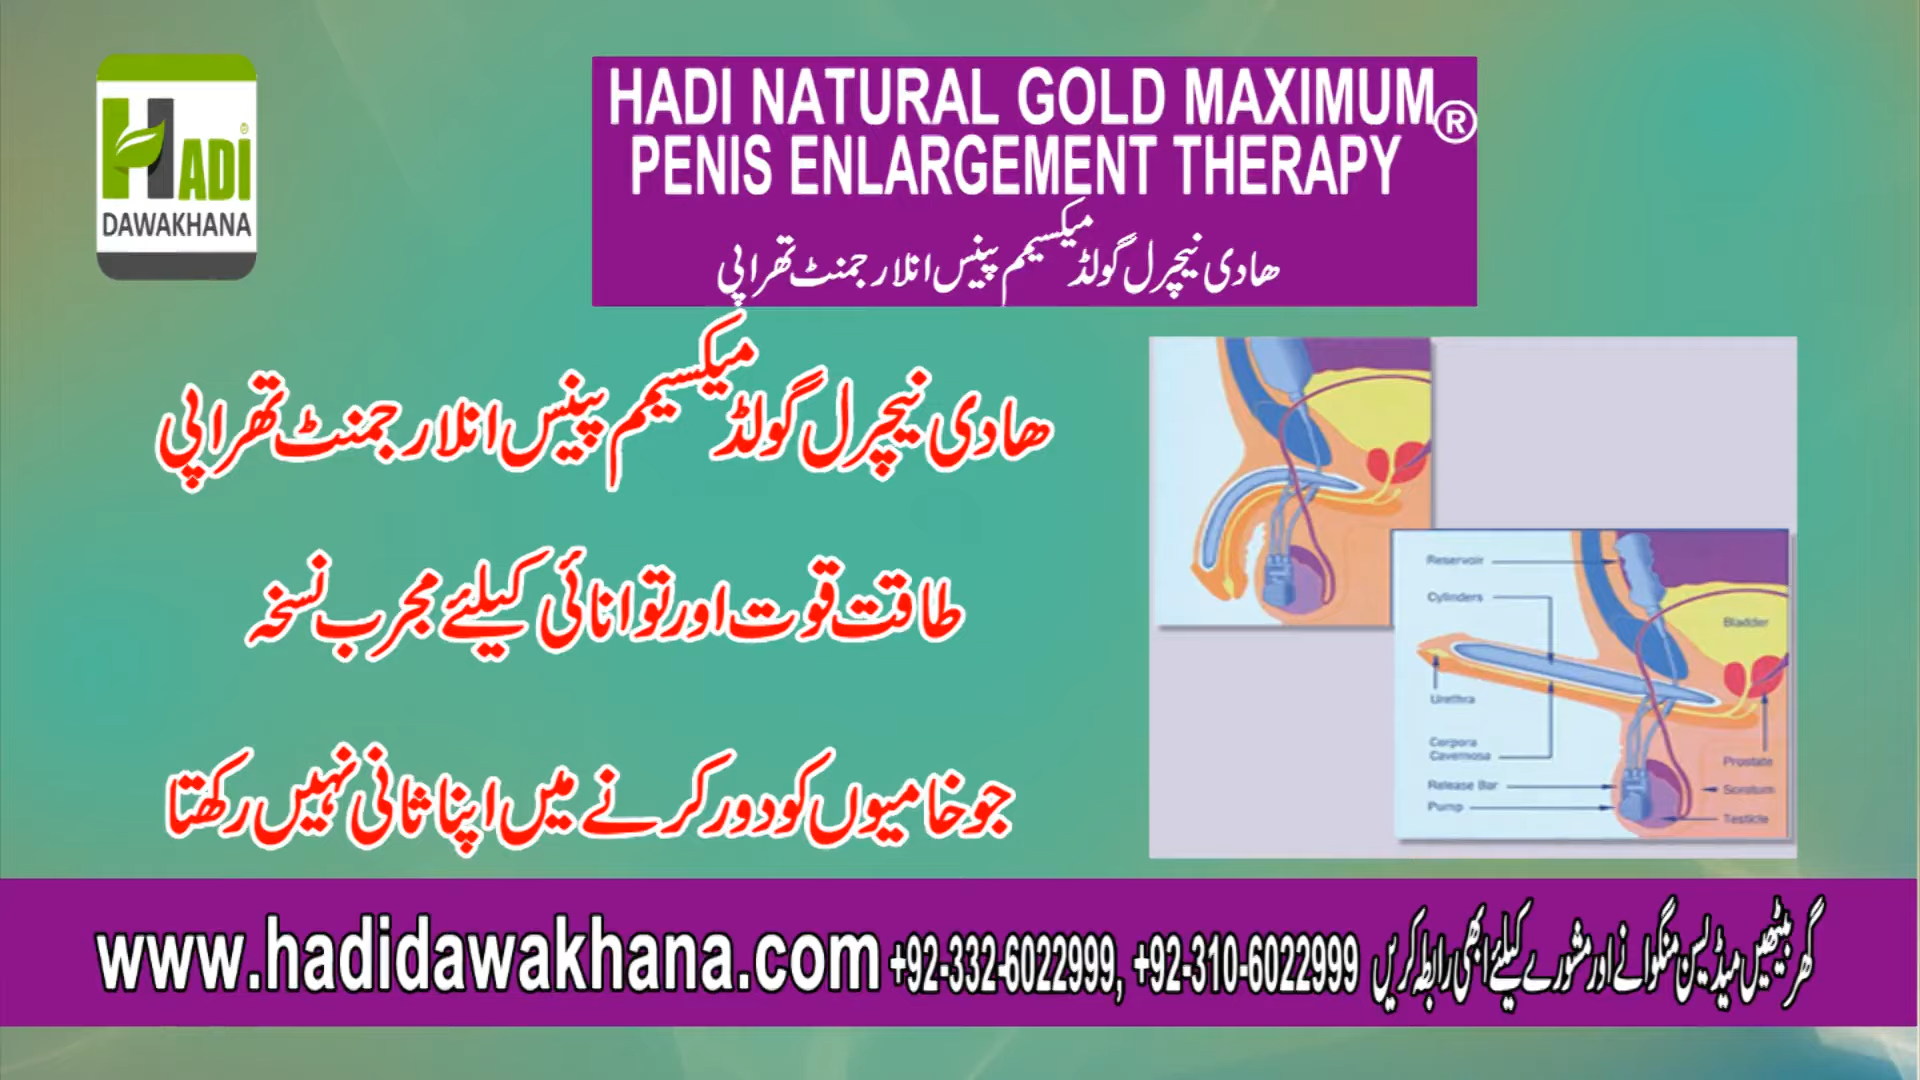 HADI®
DAWAKHANA
HADI NATURAL GOLD MAXIMUM®
PENIS ENLARGEMENT THERAPY
ھادی نیچرل گولڈ میکسیمم پینس انلارجمنٹ تھراپی
ھادی نیچرل گولڈ میکسیمم پینس انلارجمنٹ تھراپی
طاقت قوت اور توانائی کیلئے مجرب نسخہ
جو خامیوں کو دور کرنے میں اپنا ثانی نہیں رکھتا
Reservoir
Cylinders
Bladder
Urethra
Corpora
Cavernosa
Prostate
Release Bar
Scrotum
Pump
Testicle
www.hadidawakhana.com +92-332-6022999, +92-310-6022999 گھر بیٹھیں میڈیسن منگوانے اور مشورے کیلئے ابھی رابطہ کریں